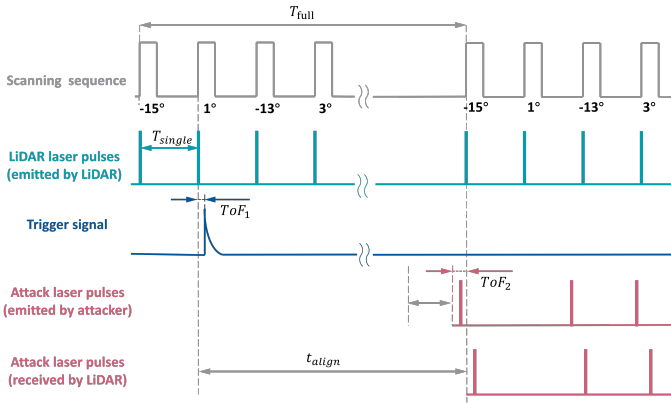 T_full
Scanning sequence
-15° 1° -13° 3° -15° 1° -13° 3°
LiDAR laser pulses
(emitted by LiDAR)
T_single
Trigger signal
ToF_1
Attack laser pulses
(emitted by attacker)
ToF_2
Attack laser pulses
(received by LiDAR)
t_align